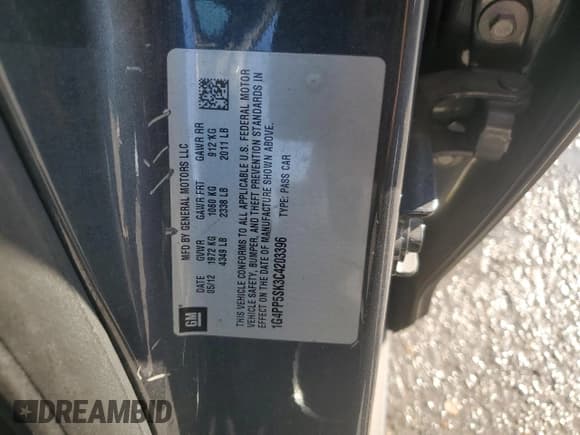 MFD BY GENERAL MOTORS LLC
DATE GVWR GAWR FRT GAWR RR
05/12 1972 KG 1060 KG 912 KG
4349 LB 2338 LB 2011 LB
THIS VEHICLE CONFORMS TO ALL APPLICABLE U.S. FEDERAL MOTOR
VEHICLE SAFETY, BUMPER, AND THEFT PREVENTION STANDARDS IN
EFFECT ON THE DATE OF MANUFACTURE SHOWN ABOVE.
1G4PP5SK3C4203396 TYPE: PASS CAR
GM
DREAMBID